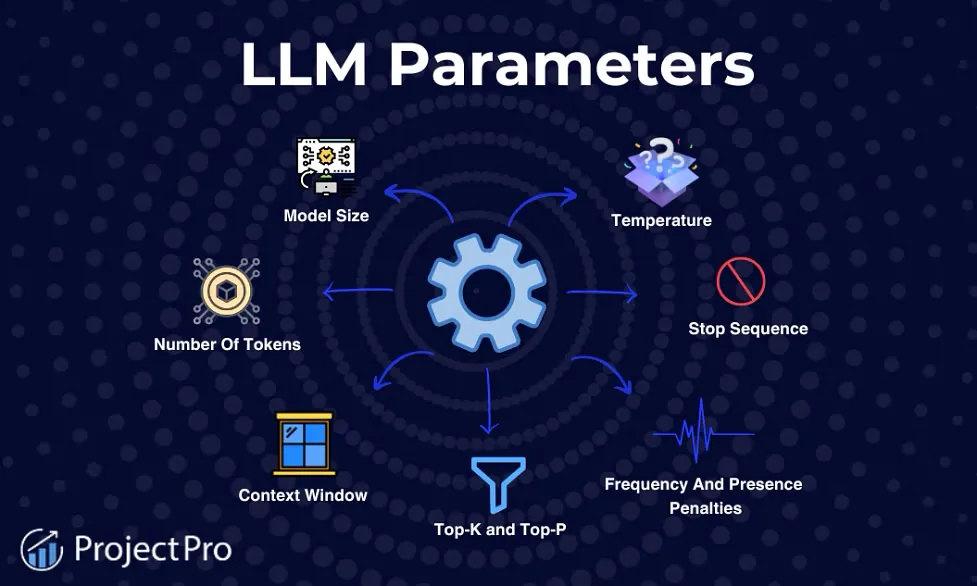 LLM Parameters
Model Size
Temperature
Number Of Tokens
Stop Sequence
Context Window
Top-K and Top-P
Frequency And Presence
Penalties
ProjectPro